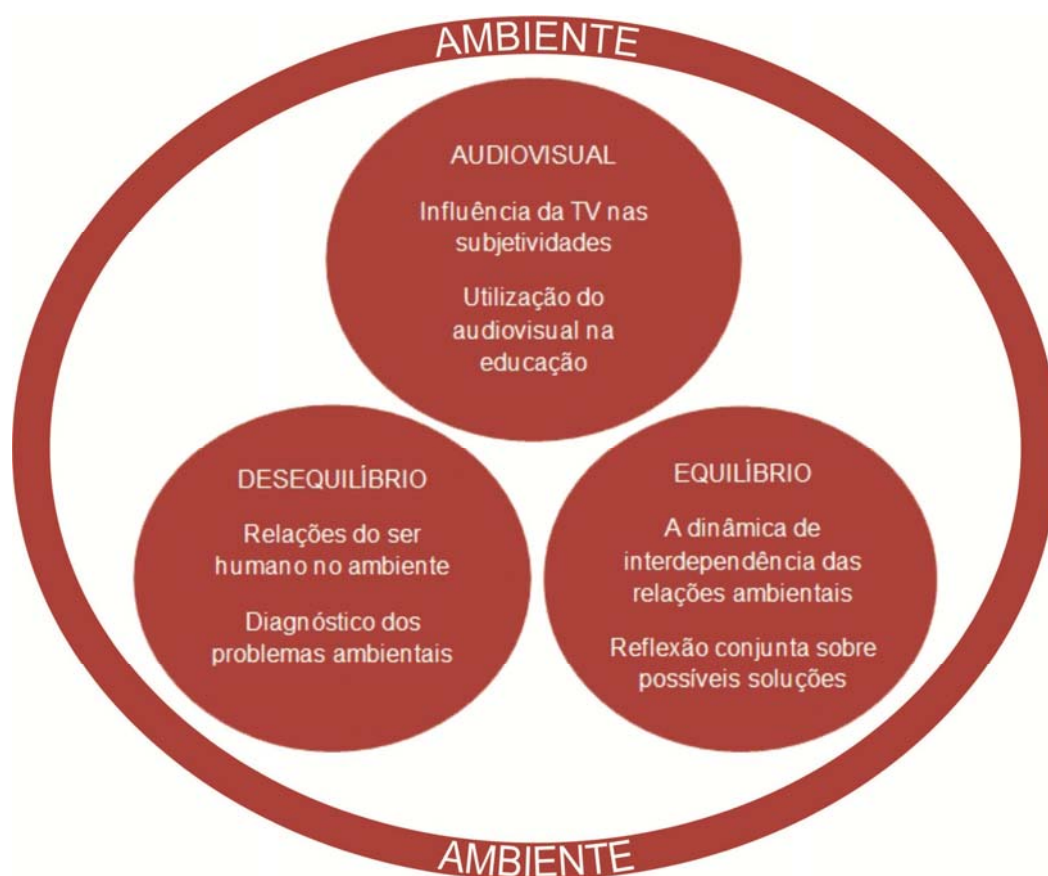 AMBIENTE
AUDIOVISUAL
Influência da TV nas
subjetividades
Utilização do
audiovisual na
educação
DESEQUILÍBRIO
Relações do ser
humano no ambiente
Diagnóstico dos
problemas ambientais
EQUILÍBRIO
A dinâmica de
interdependência das
relações ambientais
Reflexão conjunta sobre
possíveis soluções
AMBIENTE